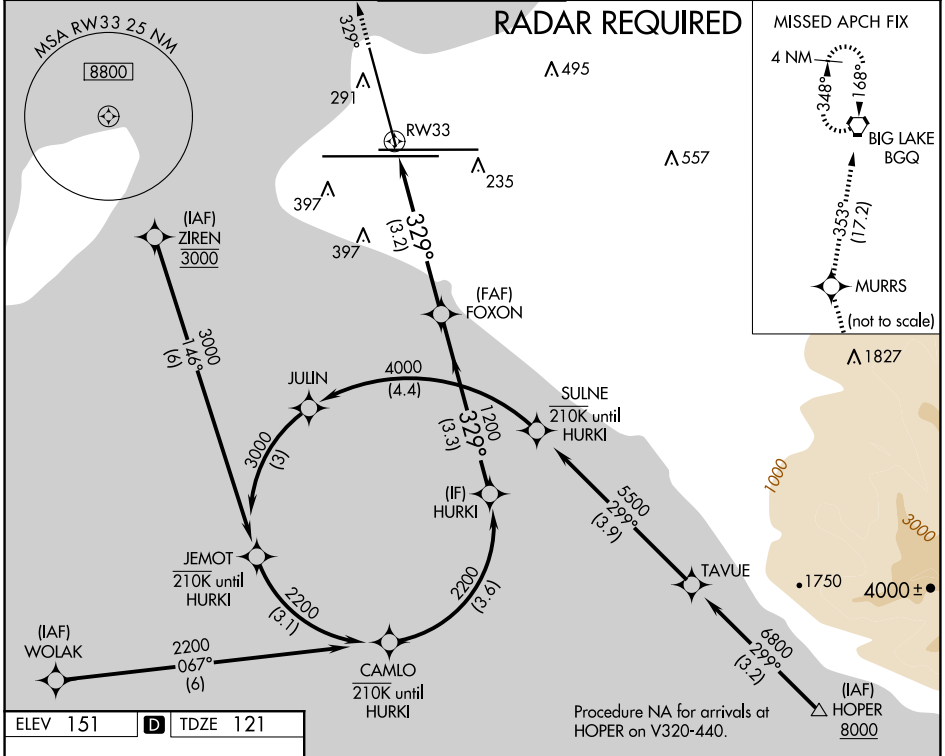 RADAR REQUIRED
MSA RW33 25 NM
8800
329°
291
495
RW33
557
235
397
397
329°
(3.2)
MISSED APCH FIX
4 NM
348°
168°
BIG LAKE
BGQ
353°
(17.2)
MURRS
(not to scale)
1827
(IAF)
ZIREN
3000
3000
146°
(6)
(FAF)
FOXON
JULIN
4000
(4.4)
SULNE
210K until
HURKI
1200
329°
(3.3)
3000
(3)
(IF)
HURKI
5500
299°
(3.9)
1000
3000
JEMOT
210K until
HURKI
TAVUE
1750
4000±
2200
(3.1)
2200
(3.6)
(IAF)
WOLAK
2200
067°
(6)
CAMLO
210K until
HURKI
6800
299°
(3.2)
(IAF)
HOPER
8000
Procedure NA for arrivals at
HOPER on V320-440.
ELEV 151 D TDZE 121